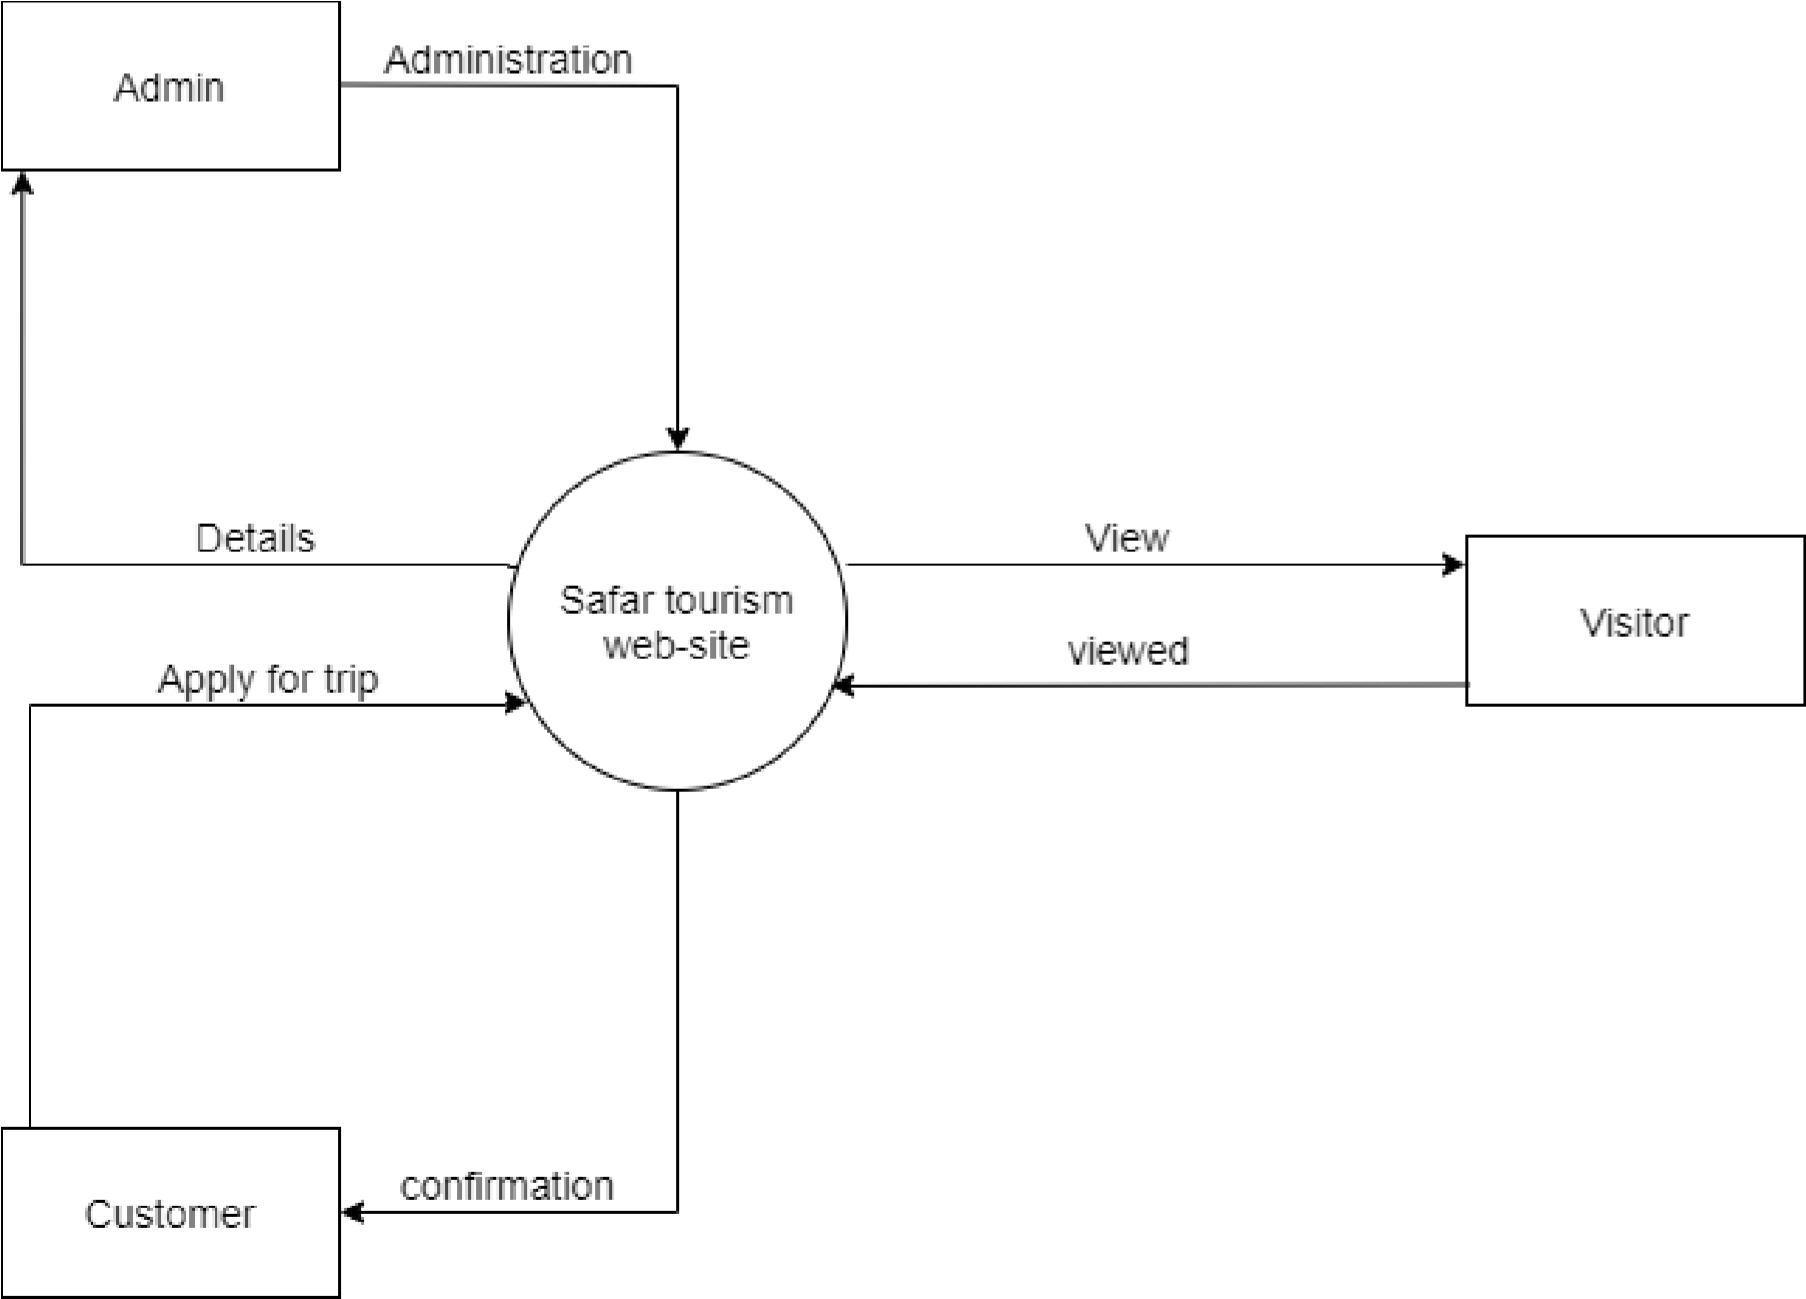 Administration
Admin
Details
View
Safar tourism
web-site
Visitor
viewed
Apply for trip
confirmation
Customer